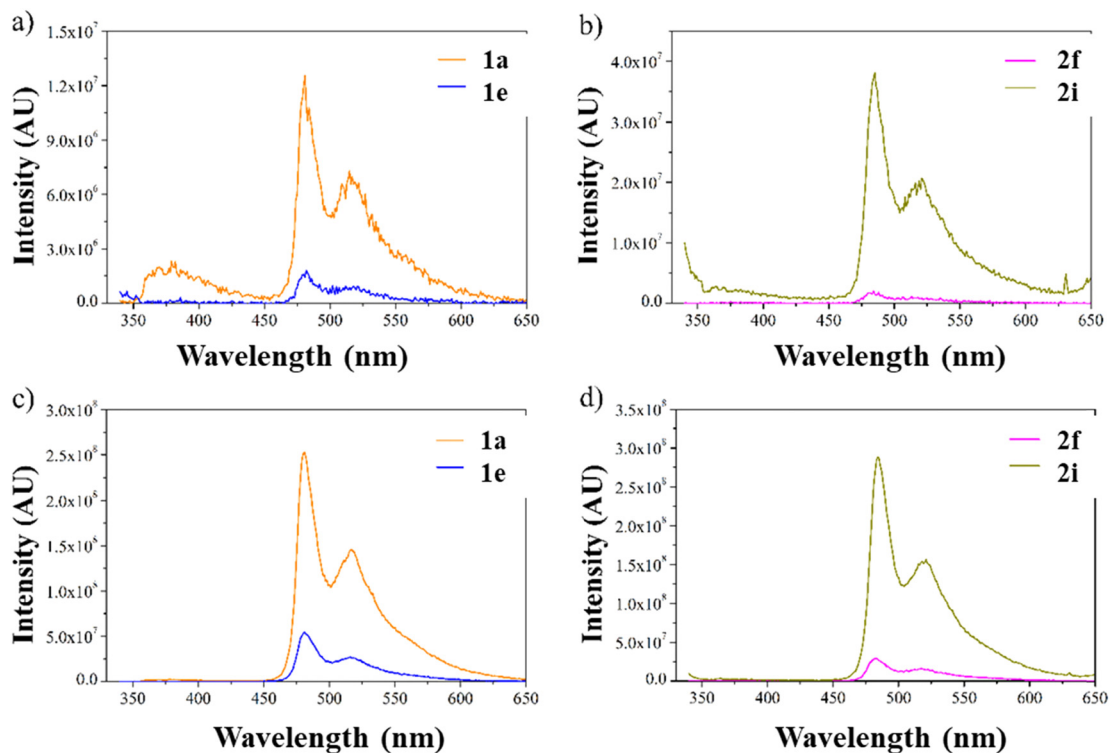 a)
Intensity (AU)
1.5x10⁷
1.2x10⁷
9.0x10⁶
6.0x10⁶
3.0x10⁶
0.0
350 400 450 500 550 600 650
Wavelength (nm)
1a
1e
b)
Intensity (AU)
4.0x10⁷
3.0x10⁷
2.0x10⁷
1.0x10⁷
0.0
350 400 450 500 550 600 650
Wavelength (nm)
2f
2i
c)
Intensity (AU)
3.0x10⁸
2.5x10⁸
2.0x10⁸
1.5x10⁸
1.0x10⁸
5.0x10⁷
0.0
350 400 450 500 550 600 650
Wavelength (nm)
1a
1e
d)
Intensity (AU)
3.5x10⁸
3.0x10⁸
2.5x10⁸
2.0x10⁸
1.5x10⁸
1.0x10⁸
5.0x10⁷
0.0
350 400 450 500 550 600 650
Wavelength (nm)
2f
2i